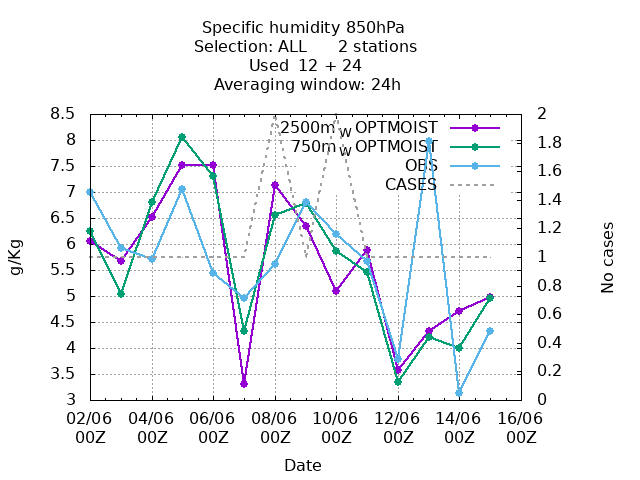 Specific humidity 850hPa
Selection: ALL      2 stations
Used  12 + 24
Averaging window: 24h
8.5
8
7.5
7
6.5
6
5.5
5
4.5
4
3.5
3
g/Kg
2500m w OPTMOIST
750m w OPTMOIST
OBS
CASES
2
1.8
1.6
1.4
1.2
1
0.8
0.6
0.4
0.2
0
No cases
02/06 04/06 06/06 08/06 10/06 12/06 14/06 16/06
00Z 00Z 00Z 00Z 00Z 00Z 00Z 00Z
Date